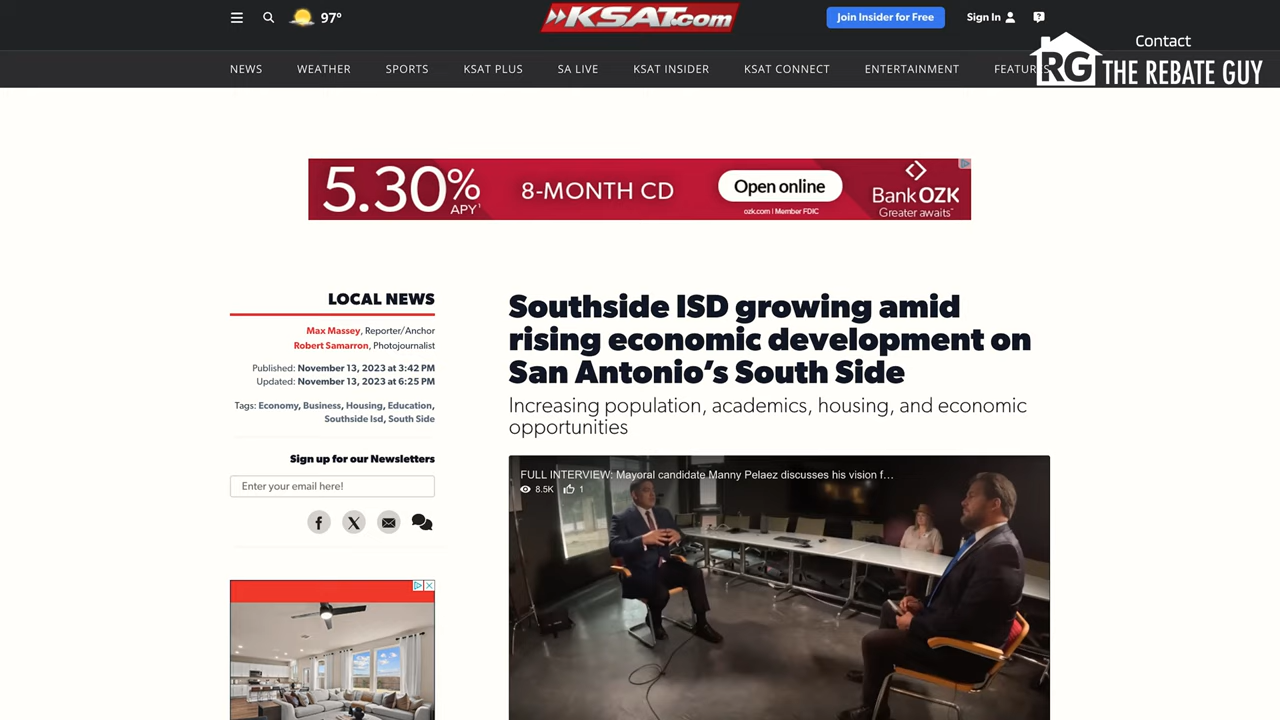 97°
KSAT.com
Join Insider for Free
Sign In
Contact
RG THE REBATE GUY
NEWS
WEATHER
SPORTS
KSAT PLUS
SA LIVE
KSAT INSIDER
KSAT CONNECT
ENTERTAINMENT
FEATURES
5.30% APY¹
8-MONTH CD
Open online
ozk.com | Member FDIC
Bank OZK
Greater awaits™
LOCAL NEWS
Max Massey, Reporter/Anchor
Robert Samarron, Photojournalist
Published: November 13, 2023 at 3:42 PM
Updated: November 13, 2023 at 6:25 PM
Tags: Economy, Business, Housing, Education,
Southside Isd, South Side
Sign up for our Newsletters
Enter your email here!
Southside ISD growing amid
rising economic development on
San Antonio's South Side
Increasing population, academics, housing, and economic
opportunities
FULL INTERVIEW: Mayoral candidate Manny Pelaez discusses his vision f...
8.5K 1